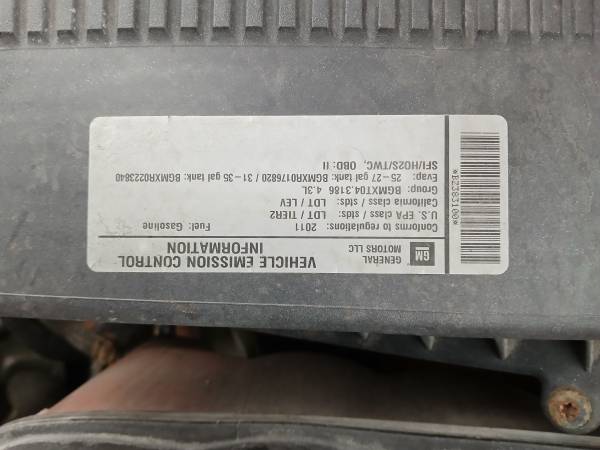 GM
GENERAL
MOTORS LLC
VEHICLE EMISSION CONTROL
INFORMATION
Conforms to regulations: 2011 Fuel: Gasoline
U.S. EPA class / stds: LDT / TIER2
California class / stds: LDT / LEV
Group: BGMXT04.3186 4.3L
Evap: 25-27 gal tank: BGMXR0176820 / 31-35 gal tank: BGMXR0223840
SFI/HO2S/TWC, OBD: II
*E2383100*